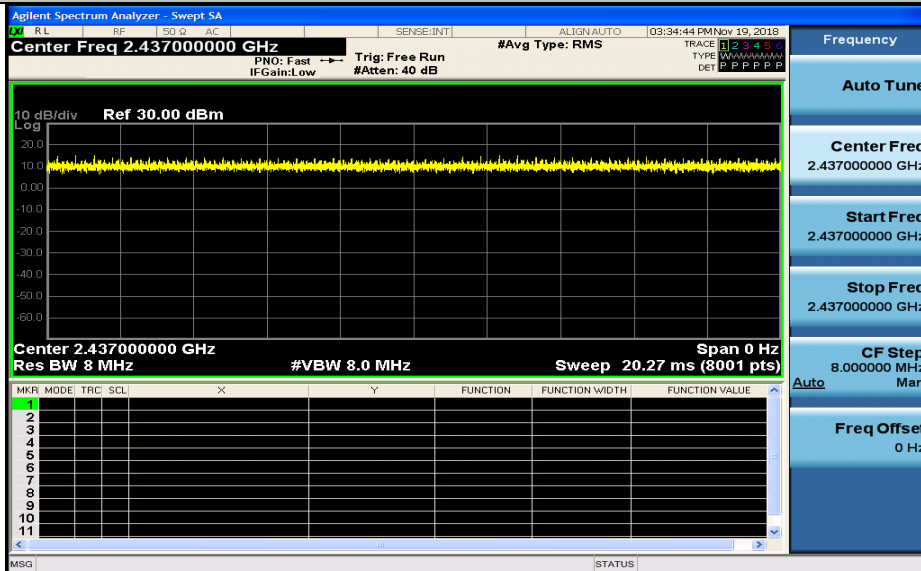 Agilent Spectrum Analyzer - Swept SA
LXI RL RF 50 Ω AC SENSE:INT ALIGN AUTO 03:34:44 PM Nov 19, 2018
Center Freq 2.437000000 GHz
PNO: Fast
IFGain:Low
Trig: Free Run
#Atten: 40 dB
#Avg Type: RMS
TRACE 1 2 3 4 5 6
TYPE WWWWWW
DET P P P P P P
10 dB/div Ref 30.00 dBm
Log
20.0
10.0
0.00
-10.0
-20.0
-30.0
-40.0
-50.0
-60.0
Center 2.437000000 GHz Span 0 Hz
Res BW 8 MHz #VBW 8.0 MHz Sweep 20.27 ms (8001 pts)
MKR MODE TRC SCL X Y FUNCTION FUNCTION WIDTH FUNCTION VALUE
1
2
3
4
5
6
7
8
9
10
11
MSG STATUS
Frequency
Auto Tune
Center Freq
2.437000000 GHz
Start Freq
2.437000000 GHz
Stop Freq
2.437000000 GHz
CF Step
8.000000 MHz
Auto Man
Freq Offset
0 Hz